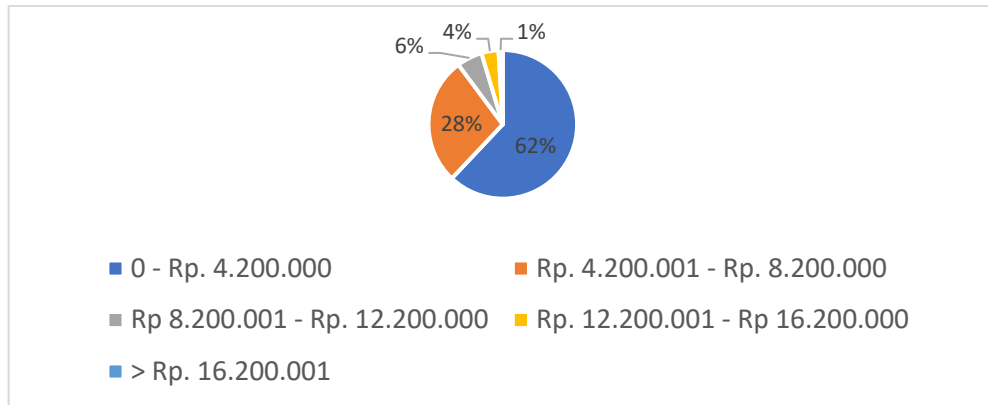 4%
1%
6%
28%
62%
0 - Rp. 4.200.000
Rp. 4.200.001 - Rp. 8.200.000
Rp 8.200.001 - Rp. 12.200.000
Rp. 12.200.001 - Rp 16.200.000
> Rp. 16.200.001